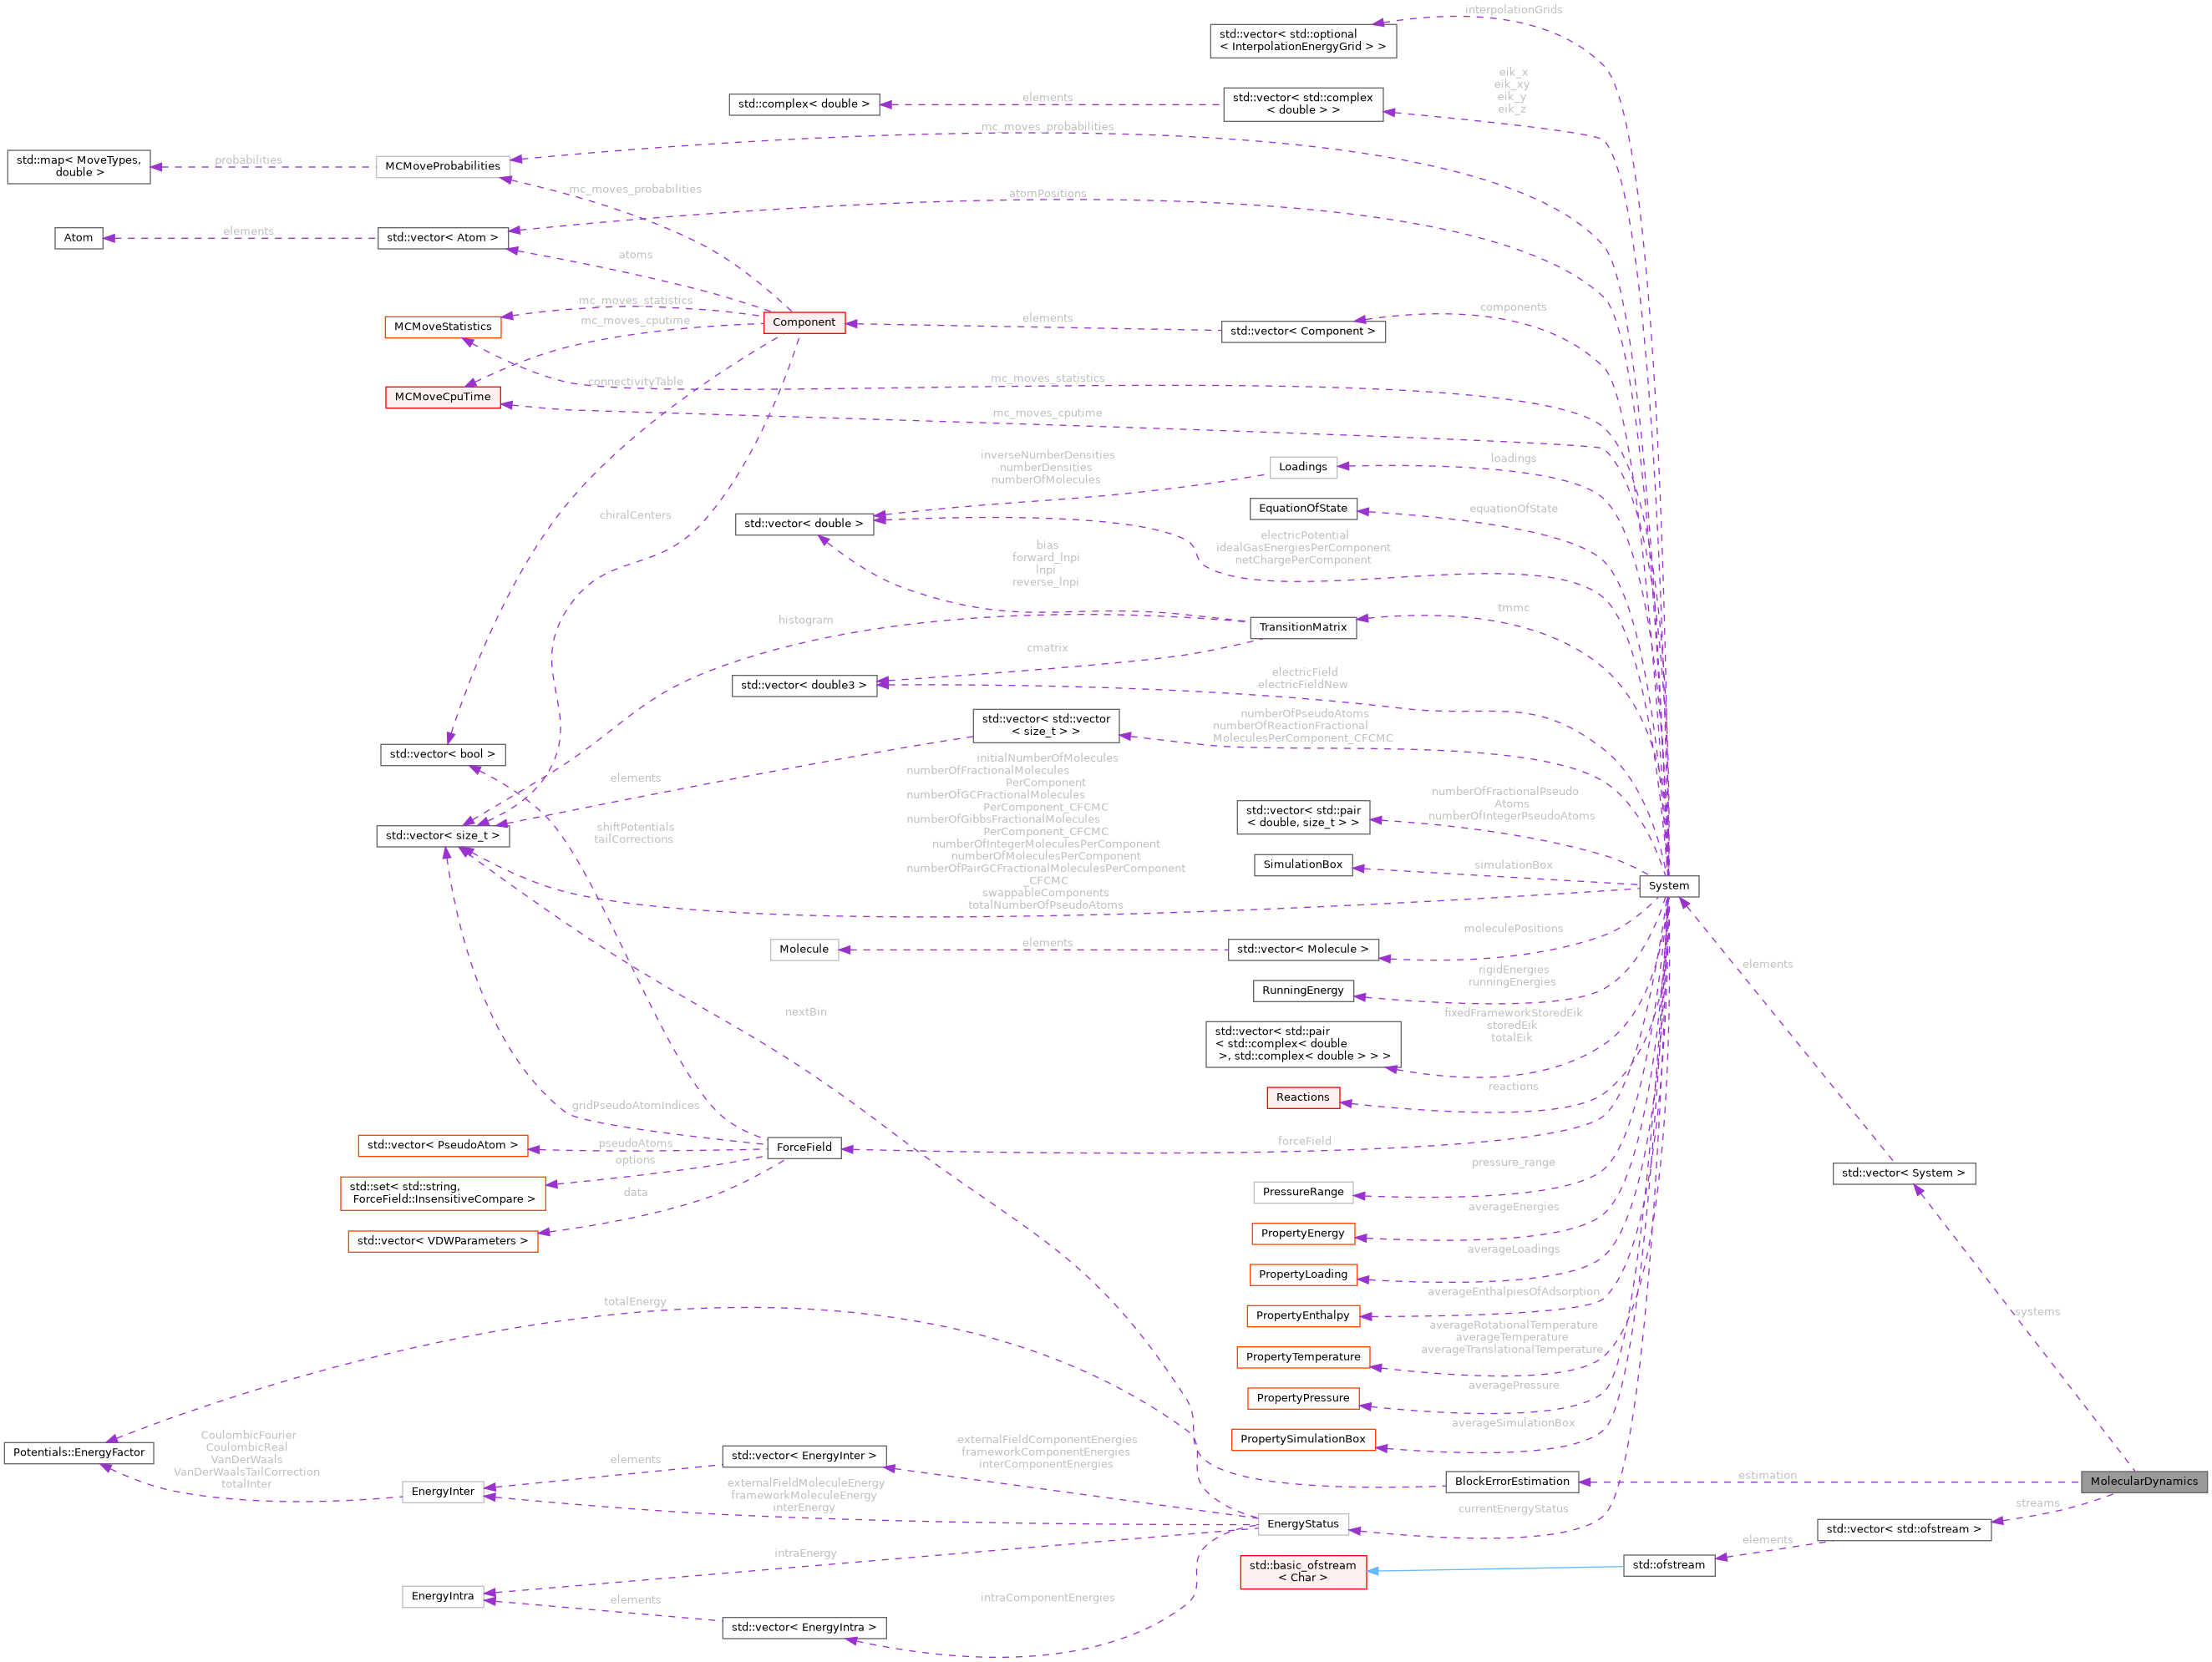 interpolationGrids
std::vector< std::optional
< InterpolationEnergyGrid > >
eik_x
eik_xy
eik_y
eik_z
std::complex< double >
elements
std::vector< std::complex
< double > >
mc_moves_probabilities
std::map< MoveTypes,
double >
probabilities
MCMoveProbabilities
mc_moves_probabilities
atomPositions
Atom
elements
std::vector< Atom >
atoms
mc_moves_statistics
MCMoveStatistics
mc_moves_cputime
Component
elements
std::vector< Component >
components
connectivityTable
mc_moves_statistics
MCMoveCpuTime
mc_moves_cputime
inverseNumberDensities
numberDensities
numberOfMolecules
Loadings
loadings
chiralCenters
std::vector< double >
EquationOfState
equationOfState
electricPotential
idealGasEnergiesPerComponent
netChargePerComponent
bias
forward_lnpi
lnpi
reverse_lnpi
histogram
TransitionMatrix
tmmc
cmatrix
std::vector< double3 >
electricField
electricFieldNew
std::vector< std::vector
< size_t > >
numberOfPseudoAtoms
numberOfReactionFractional
MoleculesPerComponent_CFCMC
std::vector< bool >
elements
initialNumberOfMolecules
numberOfFractionalMolecules
PerComponent
numberOfGCFractionalMolecules
PerComponent_CFCMC
numberOfGibbsFractionalMolecules
PerComponent_CFCMC
numberOfIntegerMoleculesPerComponent
numberOfMoleculesPerComponent
numberOfPairGCFractionalMoleculesPerComponent
_CFCMC
swappableComponents
totalNumberOfPseudoAtoms
std::vector< std::pair
< double, size_t > >
numberOfFractionalPseudo
Atoms
numberOfIntegerPseudoAtoms
std::vector< size_t >
shiftPotentials
tailCorrections
SimulationBox
simulationBox
System
Molecule
elements
std::vector< Molecule >
moleculePositions
elements
RunningEnergy
rigidEnergies
runningEnergies
nextBin
std::vector< std::pair
< std::complex< double
>, std::complex< double > > >
fixedFrameworkStoredEik
storedEik
totalEik
Reactions
reactions
gridPseudoAtomIndices
std::vector< PseudoAtom >
pseudoAtoms
ForceField
forceField
options
std::set< std::string,
ForceField::InsensitiveCompare >
data
PressureRange
pressure_range
std::vector< System >
std::vector< VDWParameters >
PropertyEnergy
averageEnergies
PropertyLoading
averageLoadings
totalEnergy
PropertyEnthalpy
averageEnthalpiesOfAdsorption
systems
PropertyTemperature
averageRotationalTemperature
averageTemperature
averageTranslationalTemperature
PropertyPressure
averagePressure
PropertySimulationBox
averageSimulationBox
Potentials::EnergyFactor
CoulombicFourier
CoulombicReal
VanDerWaals
VanDerWaalsTailCorrection
totalInter
EnergyInter
elements
std::vector< EnergyInter >
externalFieldComponentEnergies
frameworkComponentEnergies
interComponentEnergies
externalFieldMoleculeEnergy
frameworkMoleculeEnergy
interEnergy
BlockErrorEstimation
estimation
MolecularDynamics
EnergyStatus
currentEnergyStatus
streams
std::vector< std::ofstream >
elements
std::ofstream
intraEnergy
std::basic_ofstream
< Char >
EnergyIntra
elements
std::vector< EnergyIntra >
intraComponentEnergies